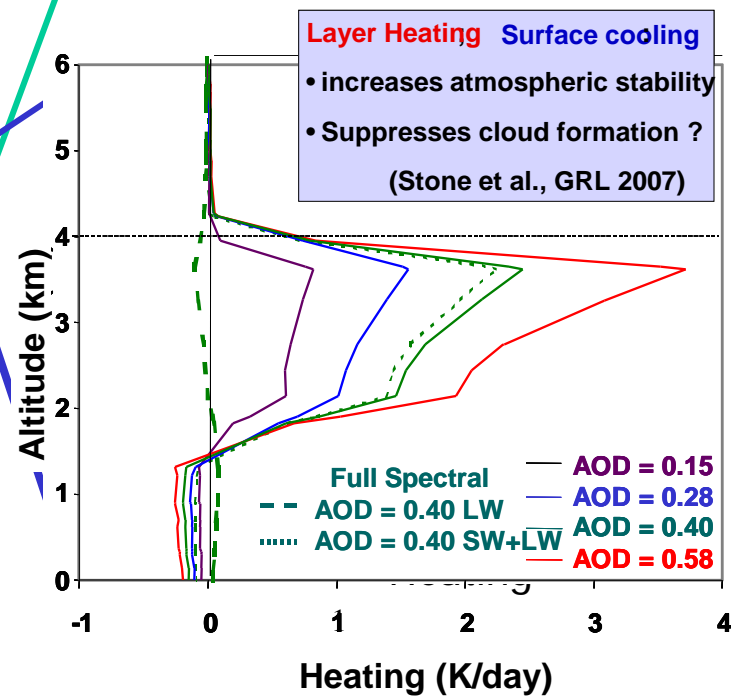 Layer Heating Surface cooling
• increases atmospheric stability
• Suppresses cloud formation ?
(Stone et al., GRL 2007)
6
5
4
3
2
1
0
Altitude (km)
Full Spectral
AOD = 0.40 LW
AOD = 0.40 SW+LW
AOD = 0.15
AOD = 0.28
AOD = 0.40
AOD = 0.58
-1 0 1 2 3 4
Heating (K/day)